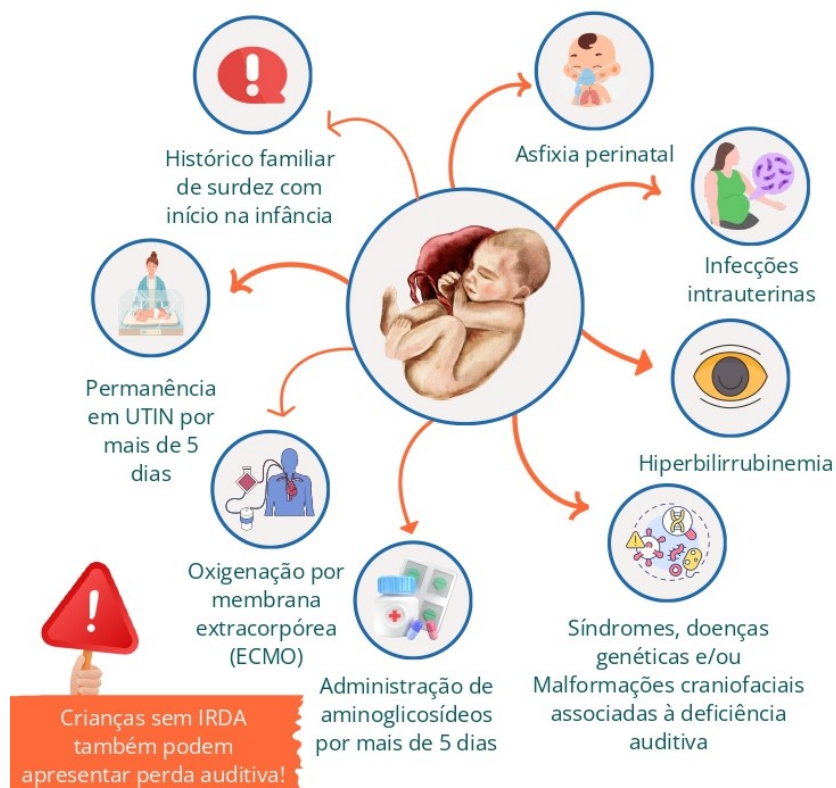 Histórico familiar
de surdez com
início na infância
Asfixia perinatal
Infecções
intrauterinas
Hiperbilirrubinemia
Síndromes, doenças
genéticas e/ou
Malformações craniofaciais
associadas à deficiência
auditiva
Administração de
aminoglicosídeos
por mais de 5 dias
Oxigenação por
membrana
extracorpórea
(ECMO)
Permanência
em UTIN por
mais de 5
dias
Crianças sem IRDA
também podem
apresentar perda auditiva!